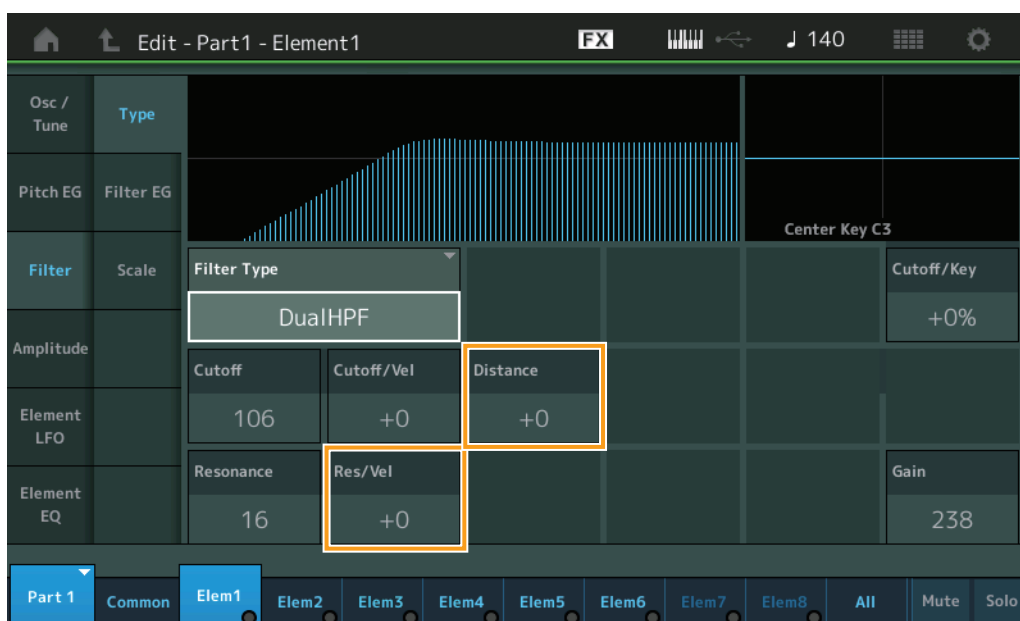 Edit - Part1 - Element1 FX ♩ 140
Osc /
Tune
Type
Pitch EG
Filter EG
Center Key C3
Filter
Scale
Filter Type
DualHPF
Cutoff/Key
+0%
Amplitude
Cutoff
106
Cutoff/Vel
+0
Distance
+0
Element
LFO
Resonance
16
Res/Vel
+0
Gain
238
Element
EQ
Part 1 Common Elem1 Elem2 Elem3 Elem4 Elem5 Elem6 Elem7 Elem8 All Mute Solo